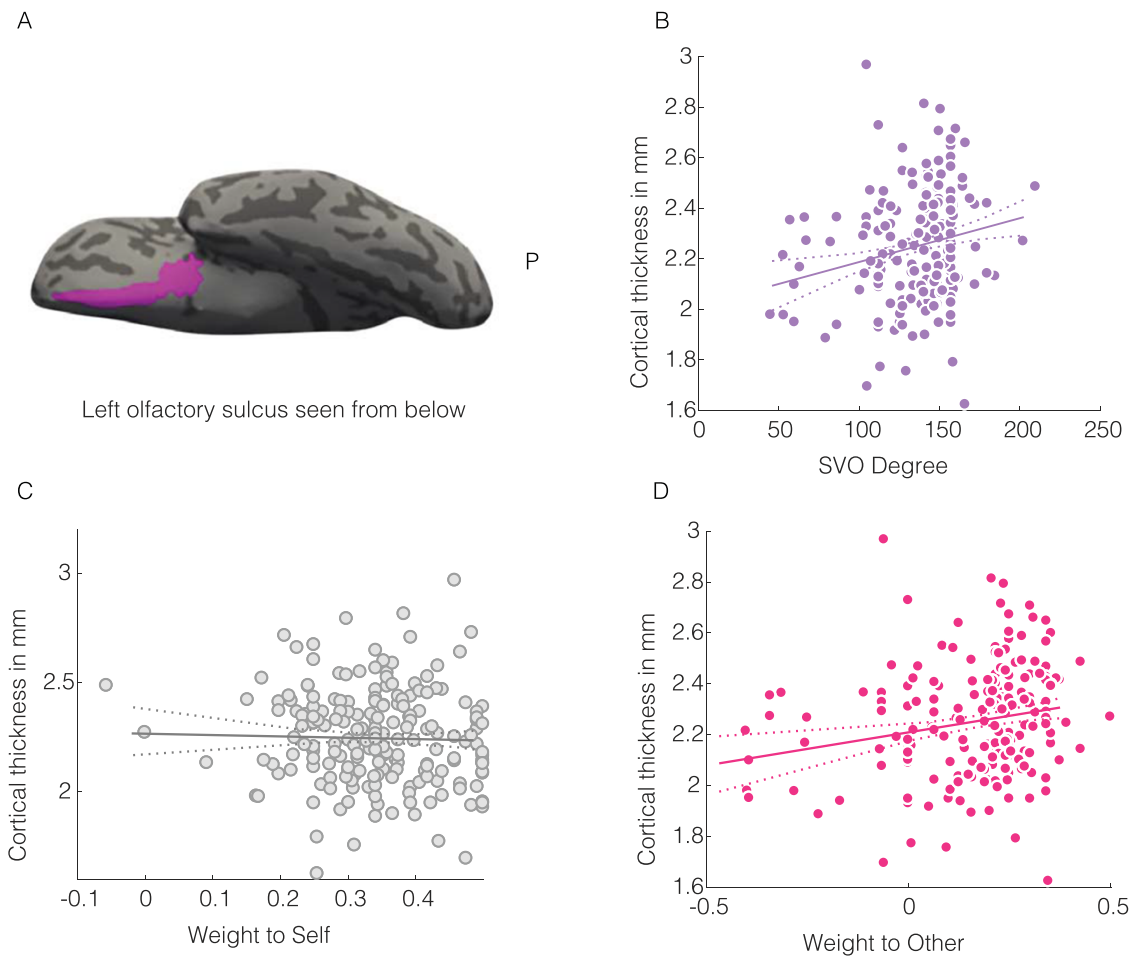 A
P
Left olfactory sulcus seen from below
B
3
2.8
2.6
2.4
2.2
2
1.8
1.6
Cortical thickness in mm
0 50 100 150 200 250
SVO Degree
C
3
2.5
2
Cortical thickness in mm
-0.1 0 0.1 0.2 0.3 0.4
Weight to Self
D
3
2.8
2.6
2.4
2.2
2
1.8
1.6
Cortical thickness in mm
-0.5 0 0.5
Weight to Other